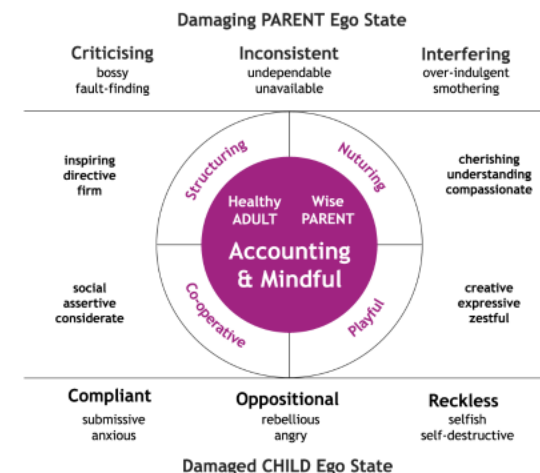 Damaging PARENT Ego State
Criticising
bossy
fault-finding
Inconsistent
undependable
unavailable
Interfering
over-indulgent
smothering
inspiring
directive
firm
Structuring
Nuturing
cherishing
understanding
compassionate
Healthy
ADULT
Wise
PARENT
Accounting
& Mindful
social
assertive
considerate
Co-operative
Playful
creative
expressive
zestful
Compliant
submissive
anxious
Oppositional
rebellious
angry
Reckless
selfish
self-destructive
Damaged CHILD Ego State